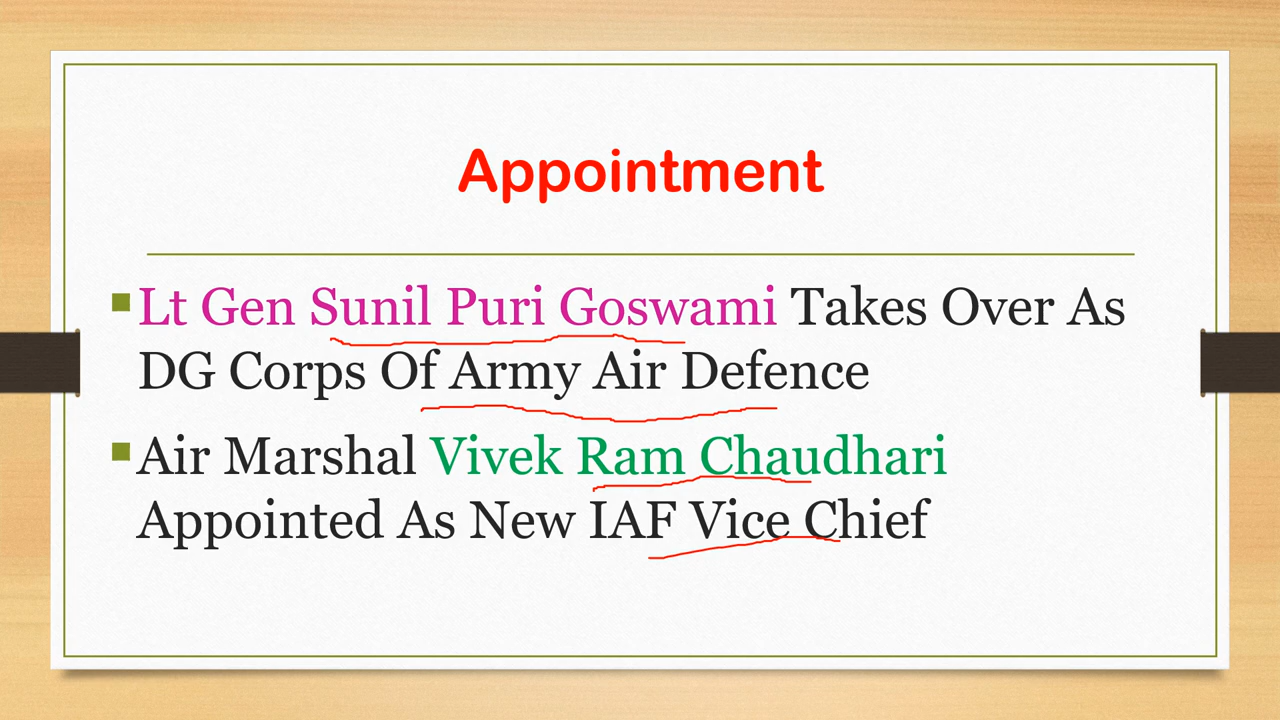 Appointment
Lt Gen Sunil Puri Goswami Takes Over As
DG Corps Of Army Air Defence
Air Marshal Vivek Ram Chaudhari
Appointed As New IAF Vice Chief